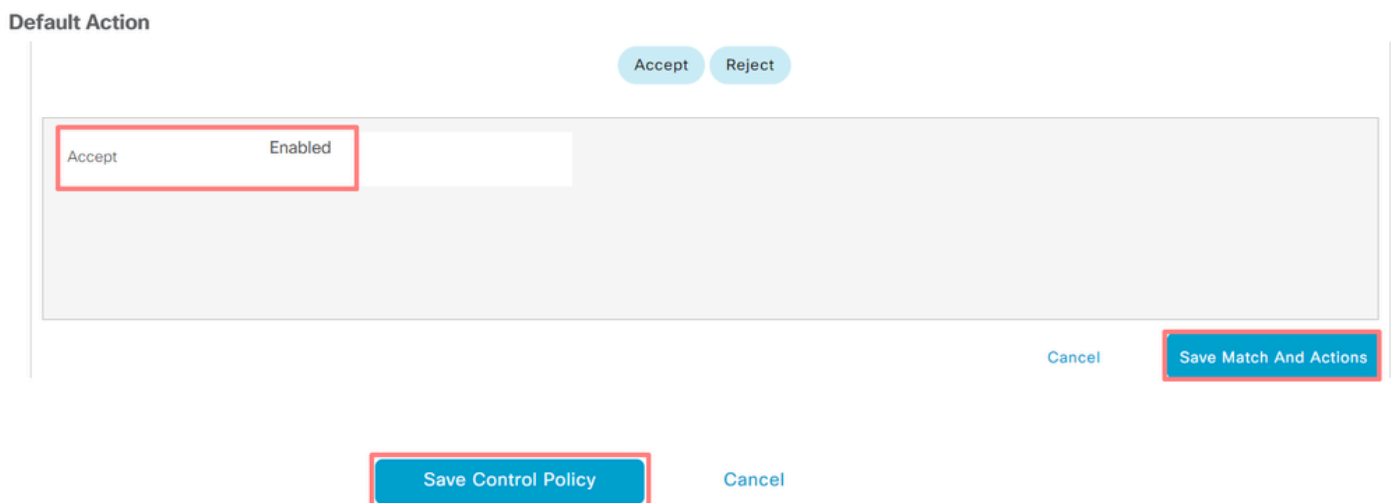 Default Action
Accept Reject
Accept Enabled
Cancel Save Match And Actions
Save Control Policy Cancel